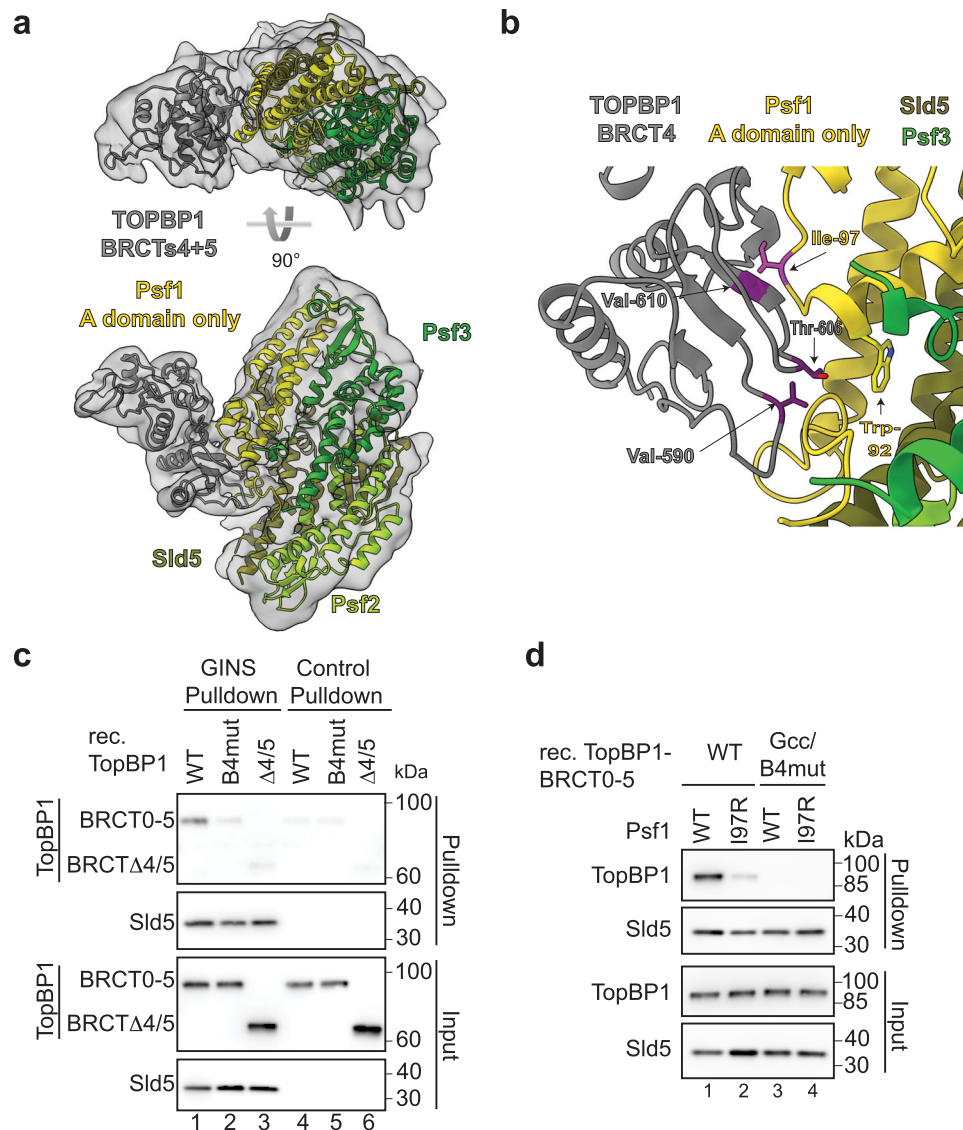 a
TOPBP1
BRCTs4+5
90°
Psf1
A domain only
Psf3
Sld5
Psf2
b
TOPBP1
BRCT4
Psf1
A domain only
Sld5
Psf3
Ile-97
Val-610
Thr-606
Val-590
Trp-
92
c
GINS
Pulldown
Control
Pulldown
rec.
TopBP1
WT
B4mut
Δ4/5
WT
B4mut
Δ4/5
kDa
TopBP1
BRCT0-5
BRCTΔ4/5
100
60
Sld5
40
30
Pulldown
TopBP1
BRCT0-5
BRCTΔ4/5
100
60
Sld5
40
30
Input
1 2 3 4 5 6
d
rec. TopBP1-
BRCT0-5
WT
Gcc/
B4mut
Psf1
WT
I97R
WT
I97R
kDa
TopBP1
100
85
Sld5
40
30
Pulldown
TopBP1
100
85
Sld5
40
30
Input
1 2 3 4